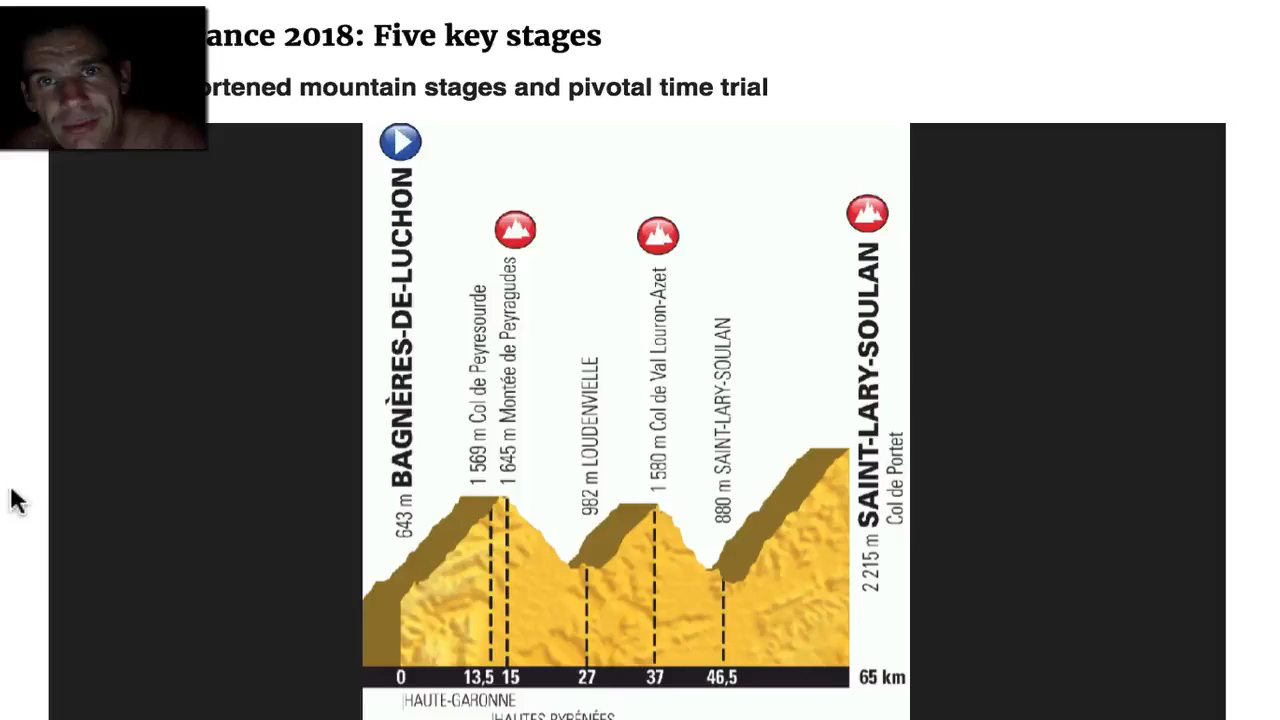 ance 2018: Five key stages
ortened mountain stages and pivotal time trial
643 m BAGNÈRES-DE-LUCHON
1 569 m Col de Peyresourde
1 645 m Montée de Peyragudes
982 m LOUDENVIELLE
1 580 m Col de Val Louron-Azet
880 m SAINT-LARY-SOULAN
2 215 m SAINT-LARY-SOULAN
Col de Portet
0 13,5 15 27 37 46,5 65 km
HAUTE-GARONNE
HAUTES PYRÉNÉES